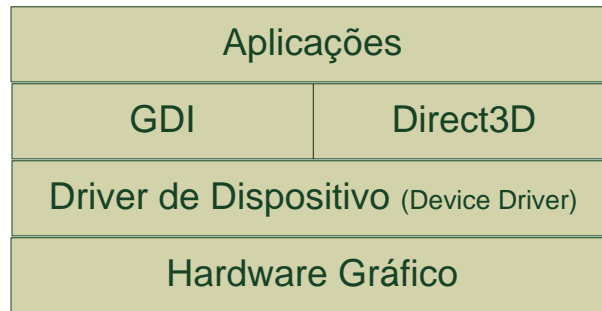 Aplicações
GDI Direct3D
Driver de Dispositivo (Device Driver)
Hardware Gráfico